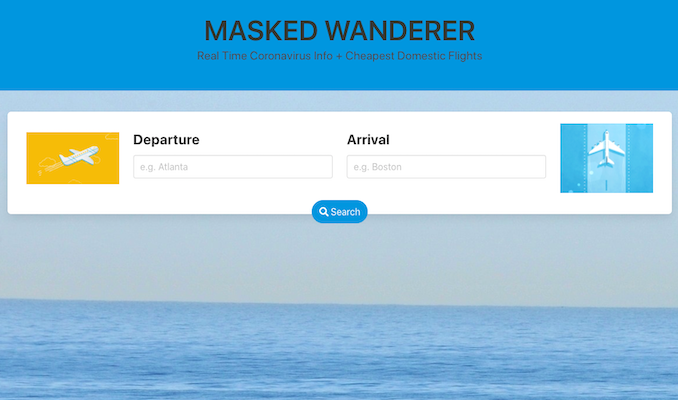 MASKED WANDERER
Real Time Coronavirus Info + Cheapest Domestic Flights
Departure
Arrival
e.g. Atlanta
e.g. Boston
Search